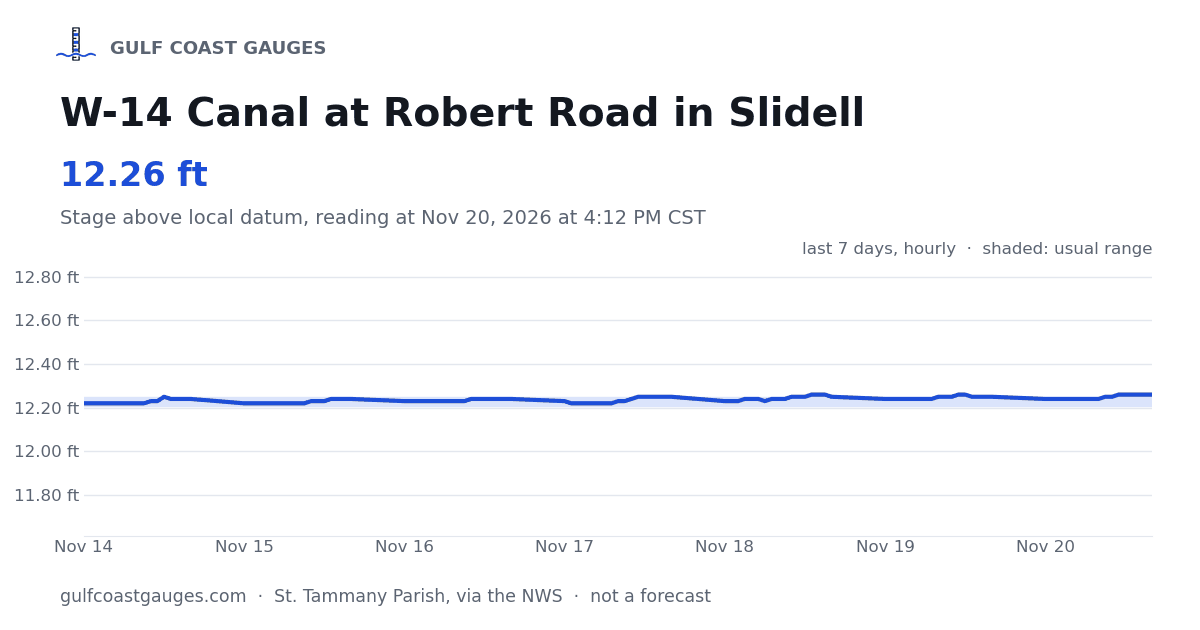 GULF COAST GAUGES
W-14 Canal at Robert Road in Slidell
12.26 ft
Stage above local datum, reading at Nov 20, 2026 at 4:12 PM CST
last 7 days, hourly · shaded: usual range
12.80 ft
12.60 ft
12.40 ft
12.20 ft
12.00 ft
11.80 ft
Nov 14 Nov 15 Nov 16 Nov 17 Nov 18 Nov 19 Nov 20
gulfcoastgauges.com · St. Tammany Parish, via the NWS · not a forecast